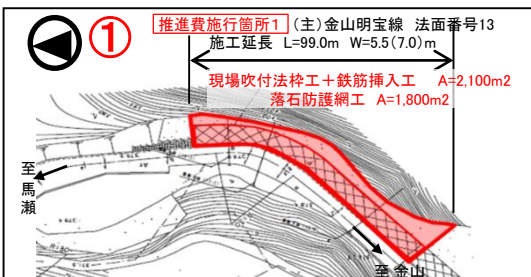 ①
推進費施行箇所1 (主)金山明宝線 法面番号13
施工延長 L=99.0m W=5.5(7.0)m
現場吹付法枠工+鉄筋挿入工 A=2,100m2
落石防護網工 A=1,800m2
至馬瀬
至金山